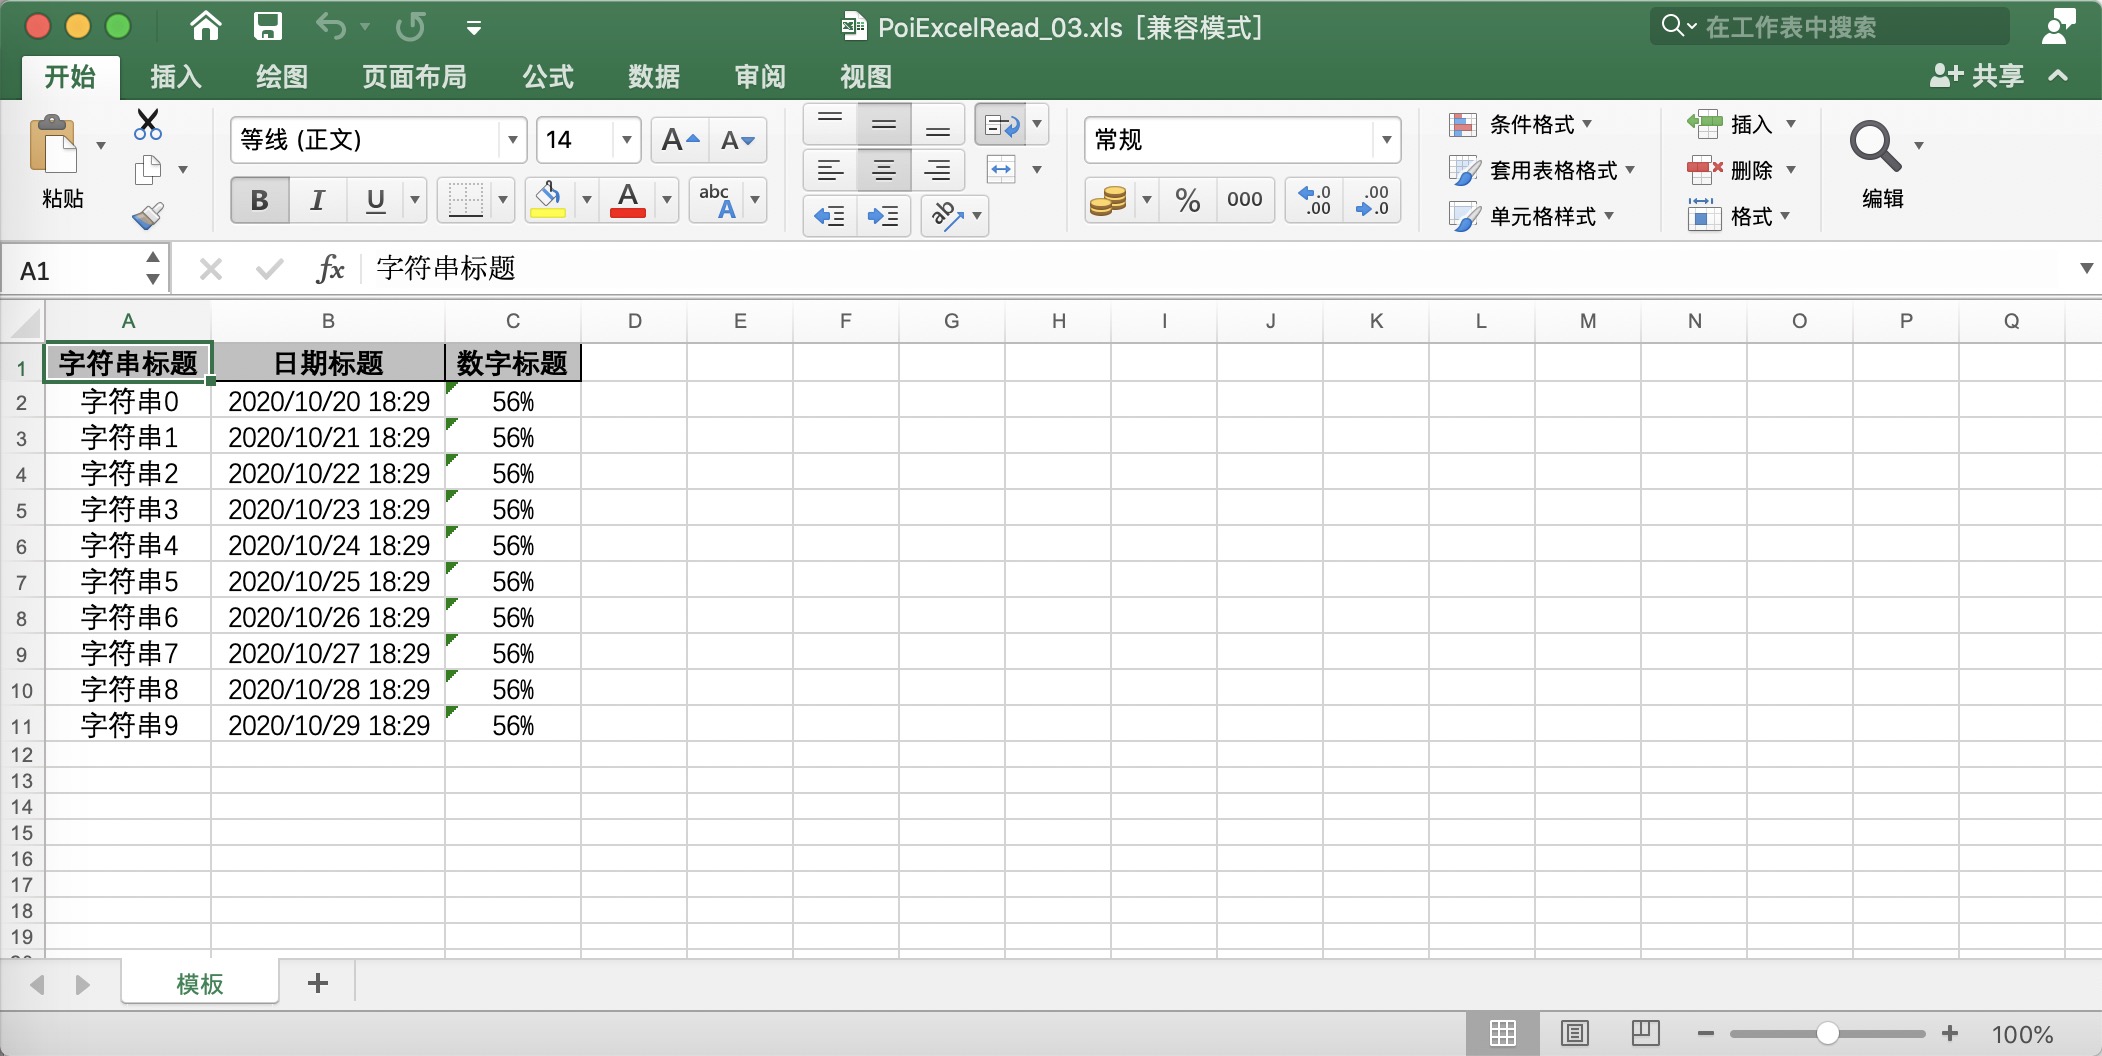 PoiExcelRead_03.xls [兼容模式]
在工作表中搜索
开始 插入 绘图 页面布局 公式 数据 审阅 视图
共享
粘贴
等线 (正文) 14 A A
B I U A abc A
ab
常规
% 000 .0 .00 .00 .0
条件格式
套用表格格式
单元格样式
插入
删除
格式
编辑
A1 fx 字符串标题
A B C D E F G H I J K L M N O P Q
1 字符串标题 日期标题 数字标题
2 字符串0 2020/10/20 18:29 56%
3 字符串1 2020/10/21 18:29 56%
4 字符串2 2020/10/22 18:29 56%
5 字符串3 2020/10/23 18:29 56%
6 字符串4 2020/10/24 18:29 56%
7 字符串5 2020/10/25 18:29 56%
8 字符串6 2020/10/26 18:29 56%
9 字符串7 2020/10/27 18:29 56%
10 字符串8 2020/10/28 18:29 56%
11 字符串9 2020/10/29 18:29 56%
12
13
14
15
16
17
18
19
模板 +
100%